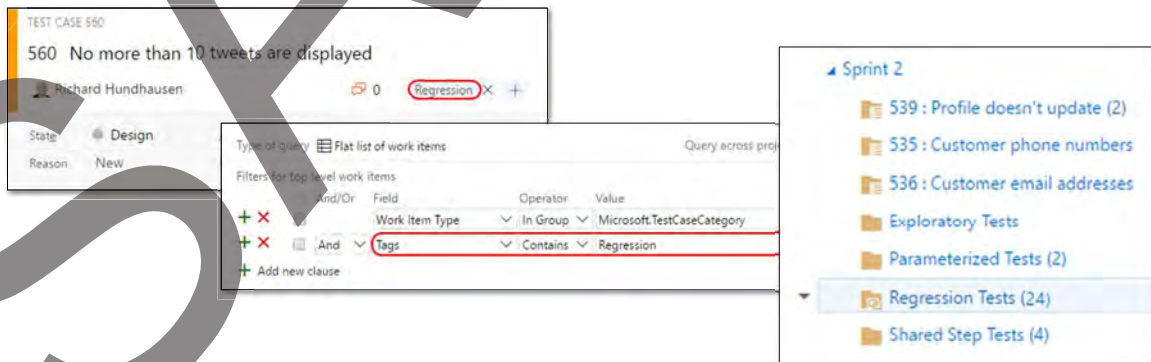 TEST CASE 560
560 No more than 10 tweets are displayed
Richard Hundhausen
0 Regression × +
State Design
Reason New
Type of query Flat list of work items Query across proje
Filters for top level work items
And/Or Field Operator Value
Work Item Type In Group Microsoft.TestCaseCategory
And Tags Contains Regression
Add new clause
Sprint 2
539 : Profile doesn't update (2)
535 : Customer phone numbers
536 : Customer email addresses
Exploratory Tests
Parameterized Tests (2)
Regression Tests (24)
Shared Step Tests (4)